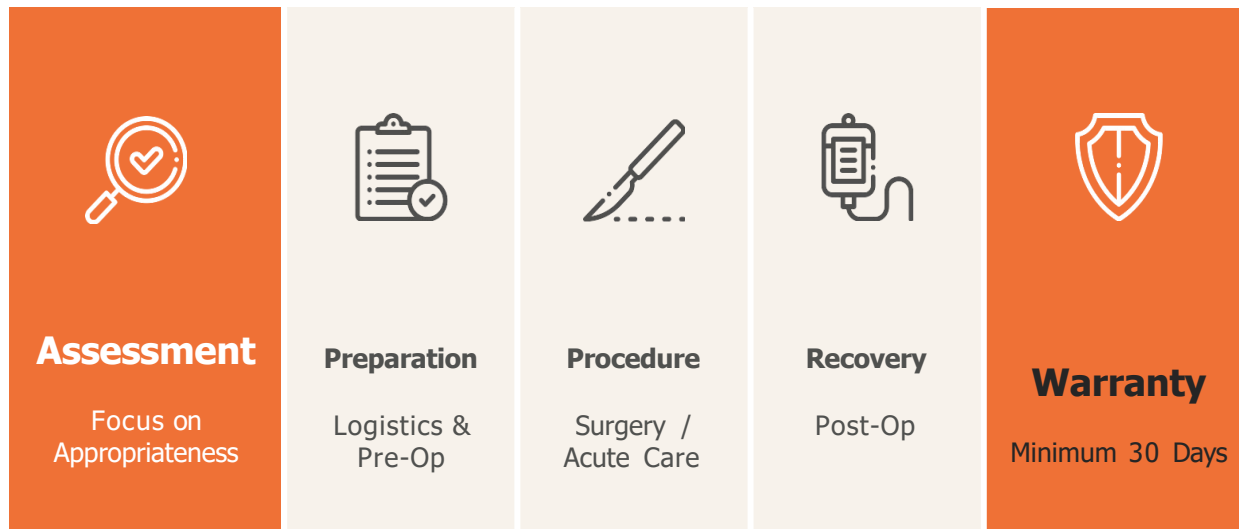 Assessment
Focus on
Appropriateness
Preparation
Logistics &
Pre-Op
Procedure
Surgery /
Acute Care
Recovery
Post-Op
Warranty
Minimum 30 Days